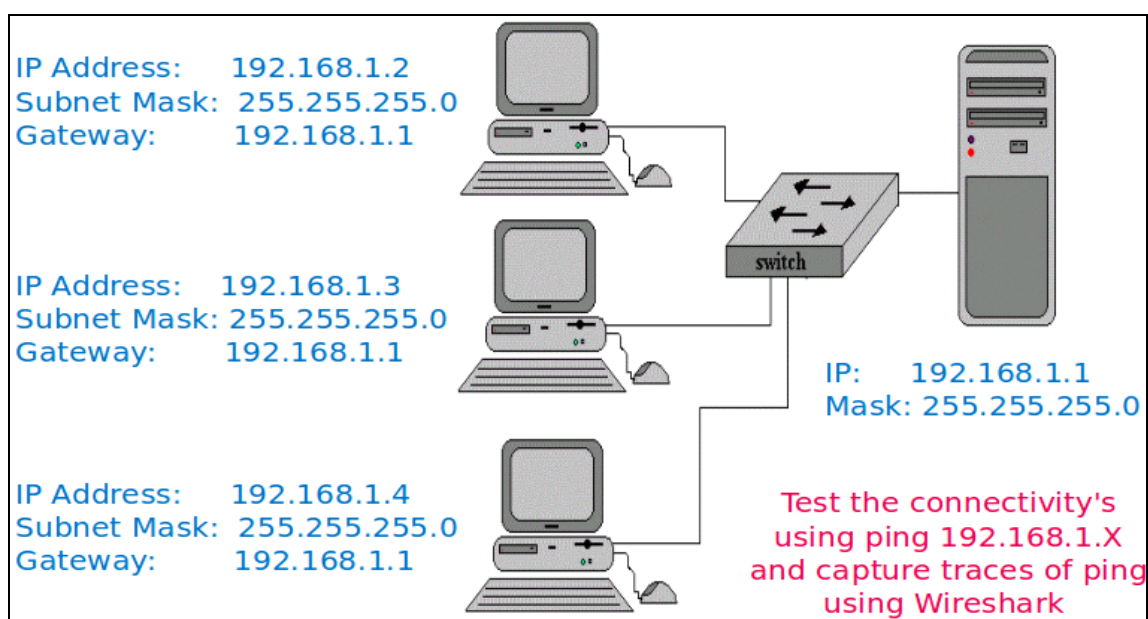 IP Address: 192.168.1.2
Subnet Mask: 255.255.255.0
Gateway: 192.168.1.1
IP Address: 192.168.1.3
Subnet Mask: 255.255.255.0
Gateway: 192.168.1.1
IP Address: 192.168.1.4
Subnet Mask: 255.255.255.0
Gateway: 192.168.1.1
switch
IP: 192.168.1.1
Mask: 255.255.255.0
Test the connectivity's
using ping 192.168.1.X
and capture traces of ping
using Wireshark